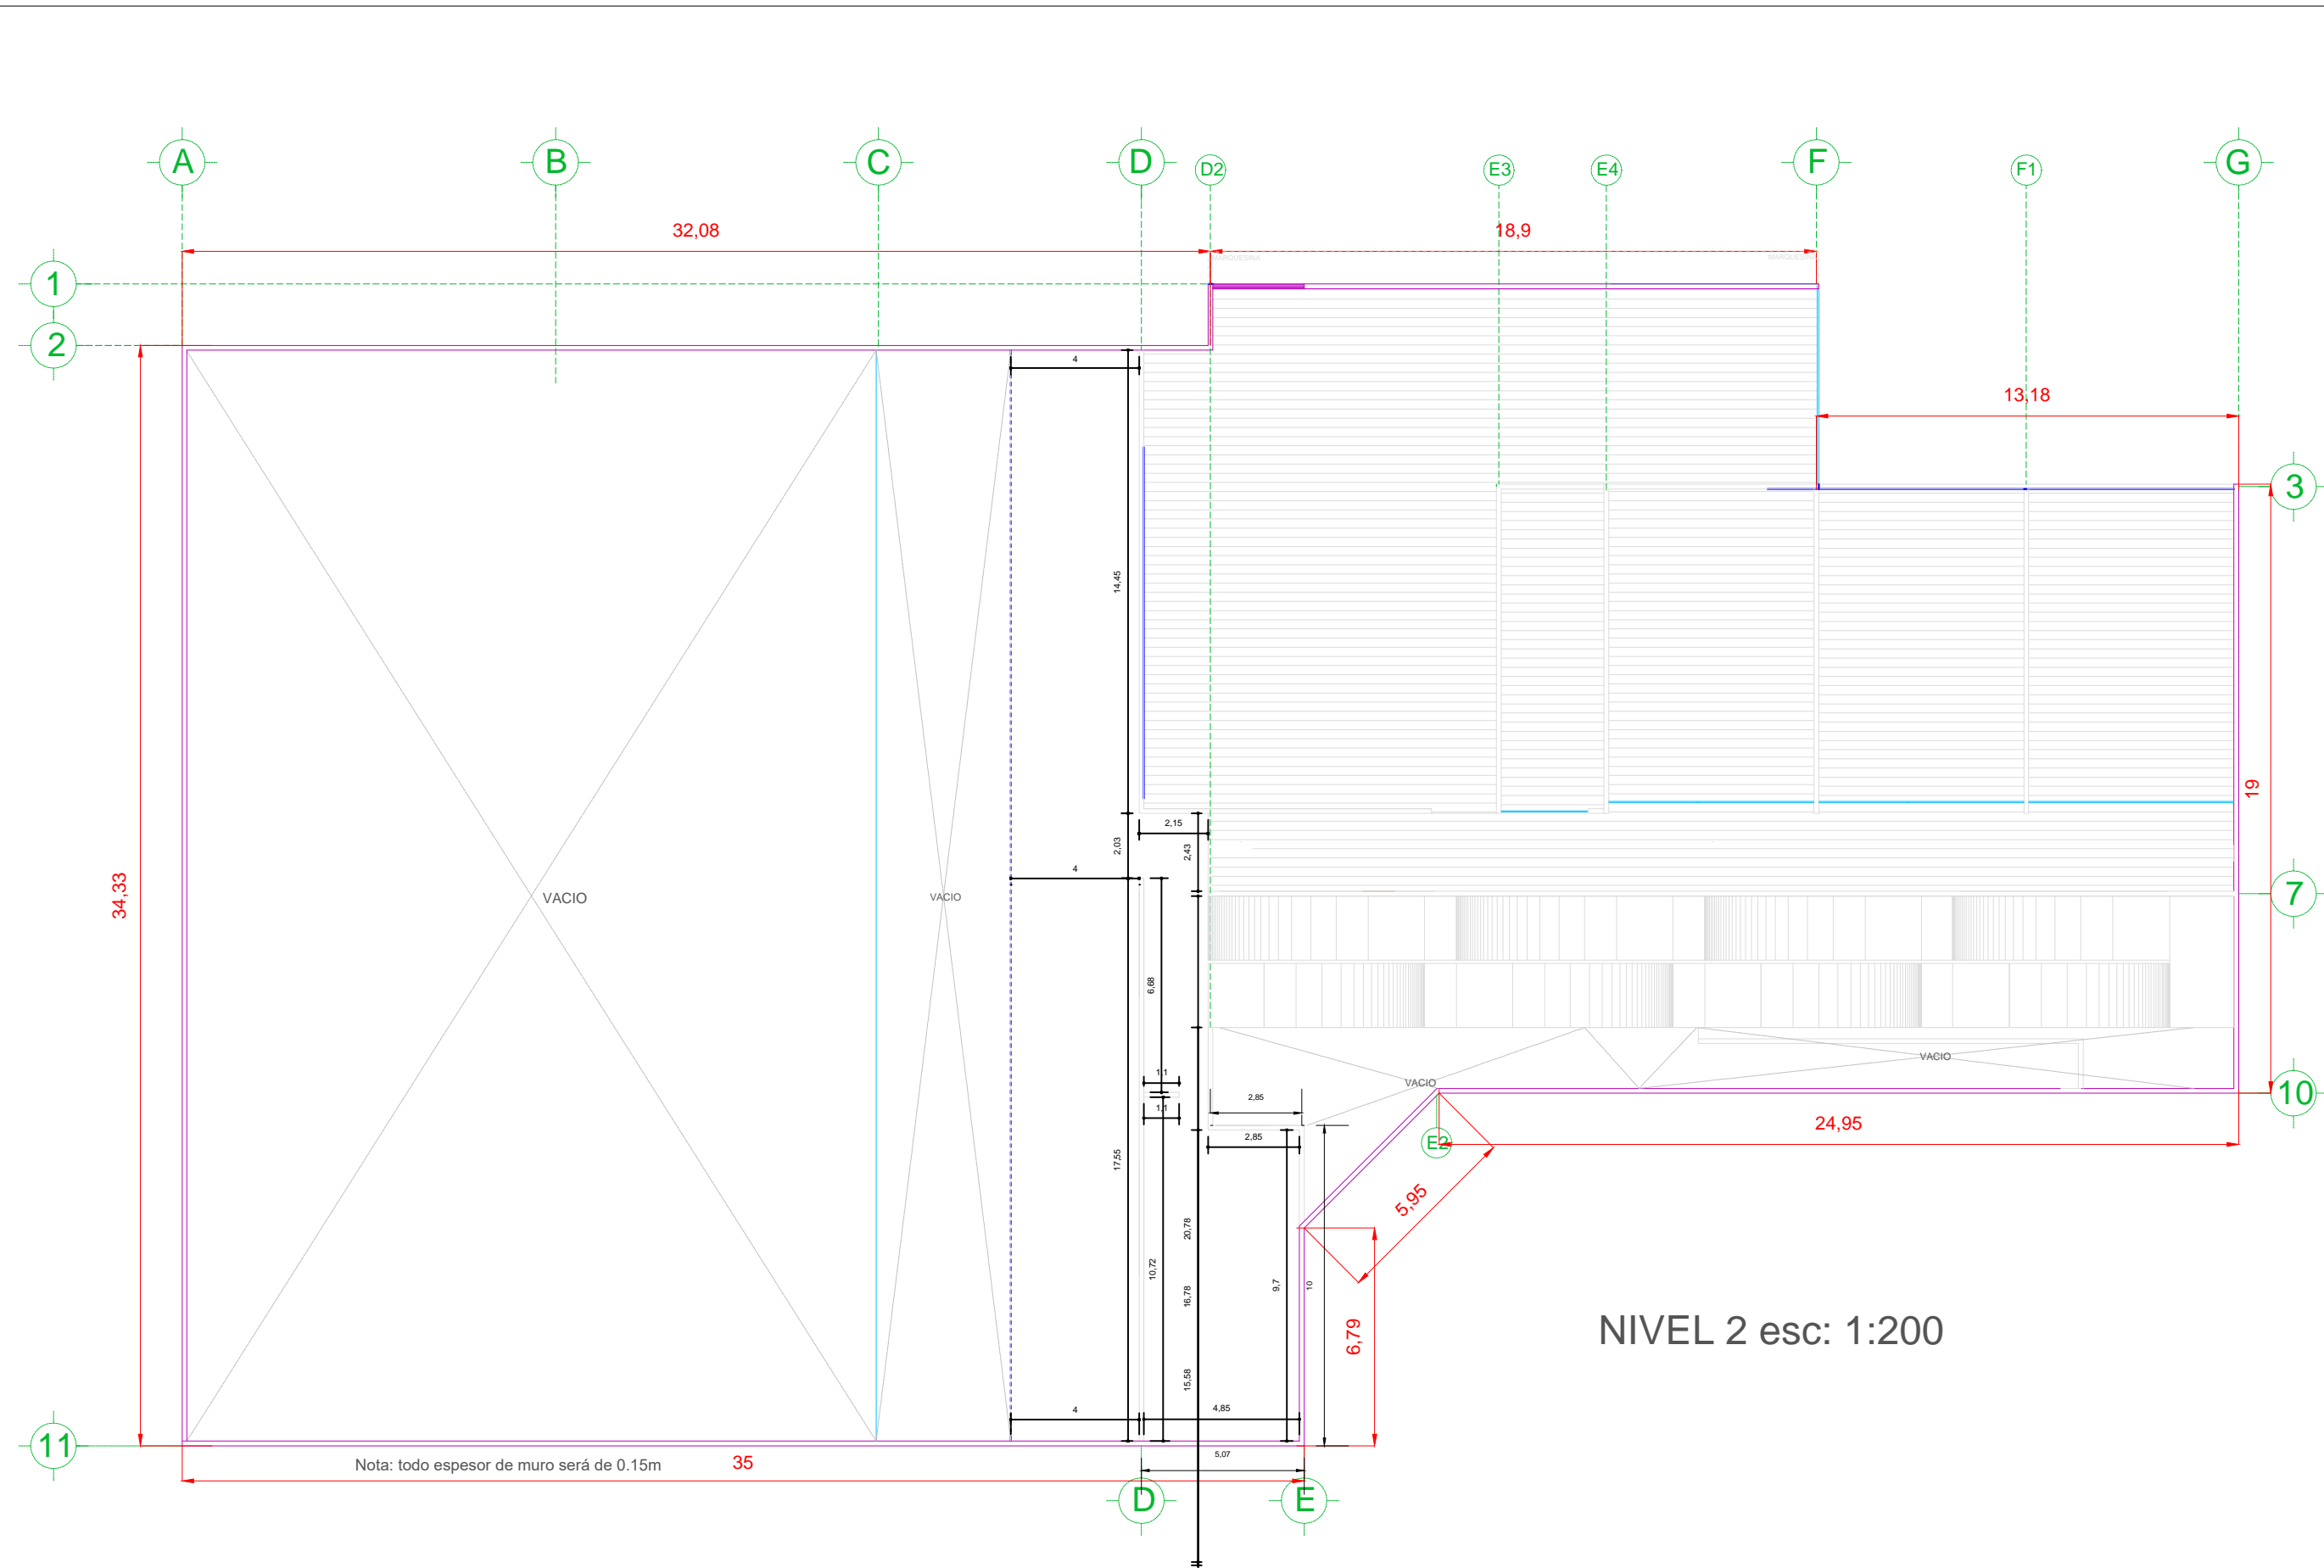 A
B
C
D
D2
E3
E4
F
F1
G
32,08
18,9
MARQUESINA
MARQUESINA
1
2
4
13,18
3
14,45
19
2,15
2,03
2,43
4
34,33
VACIO
VACIO
7
6,68
VACIO
1,1
VACIO
2,85
10
1,1
24,95
2,85
E2
17,55
5,95
20,78
10,72
9,7
10
16,78
6,79
NIVEL 2 esc: 1:200
15,58
4
4,85
11
5,07
Nota: todo espesor de muro será de 0.15m
35
D
E